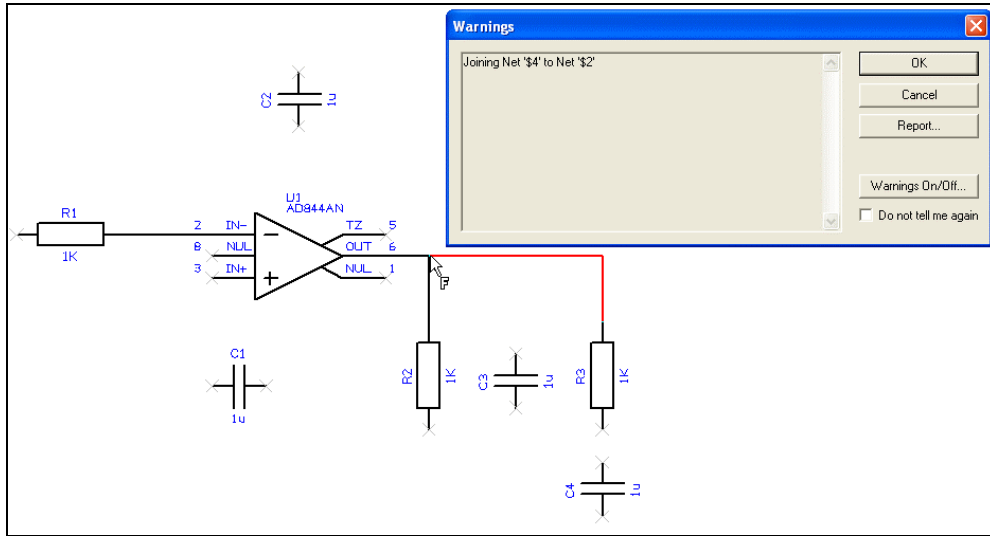 Warnings
Joining Net '$4' to Net '$2'
OK
Cancel
Report...
Warnings On/Off...
Do not tell me again
C2
1u
U1
AD844AN
R1
1K
2 IN-
8 NUL
3 IN+
TZ 5
OUT 6
NUL 1
F
C1
1u
R2
1K
C3
1u
R3
1K
C4
1u